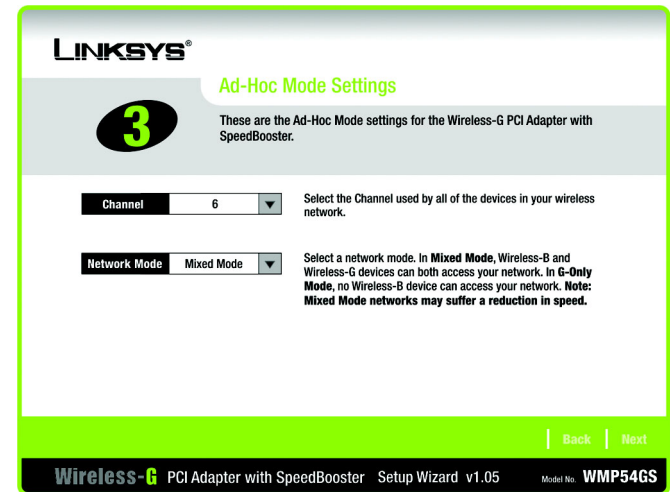 LINKSYS®
Ad-Hoc Mode Settings
3
These are the Ad-Hoc Mode settings for the Wireless-G PCI Adapter with
SpeedBooster.
Channel 6
Select the Channel used by all of the devices in your wireless
network.
Network Mode Mixed Mode
Select a network mode. In Mixed Mode, Wireless-B and
Wireless-G devices can both access your network. In G-Only
Mode, no Wireless-B device can access your network. Note:
Mixed Mode networks may suffer a reduction in speed.
Back Next
Wireless-G PCI Adapter with SpeedBooster Setup Wizard v1.05 Model No. WMP54GS